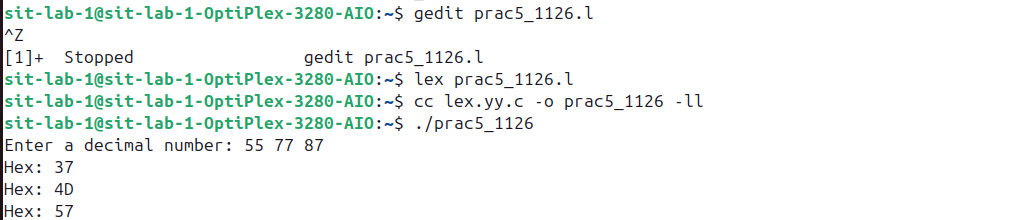 sit-lab-1@sit-lab-1-OptiPlex-3280-AIO:~$ gedit prac5_1126.l
^Z
[1]+  Stopped                 gedit prac5_1126.l
sit-lab-1@sit-lab-1-OptiPlex-3280-AIO:~$ lex prac5_1126.l
sit-lab-1@sit-lab-1-OptiPlex-3280-AIO:~$ cc lex.yy.c -o prac5_1126 -ll
sit-lab-1@sit-lab-1-OptiPlex-3280-AIO:~$ ./prac5_1126
Enter a decimal number: 55 77 87
Hex: 37
Hex: 4D
Hex: 57